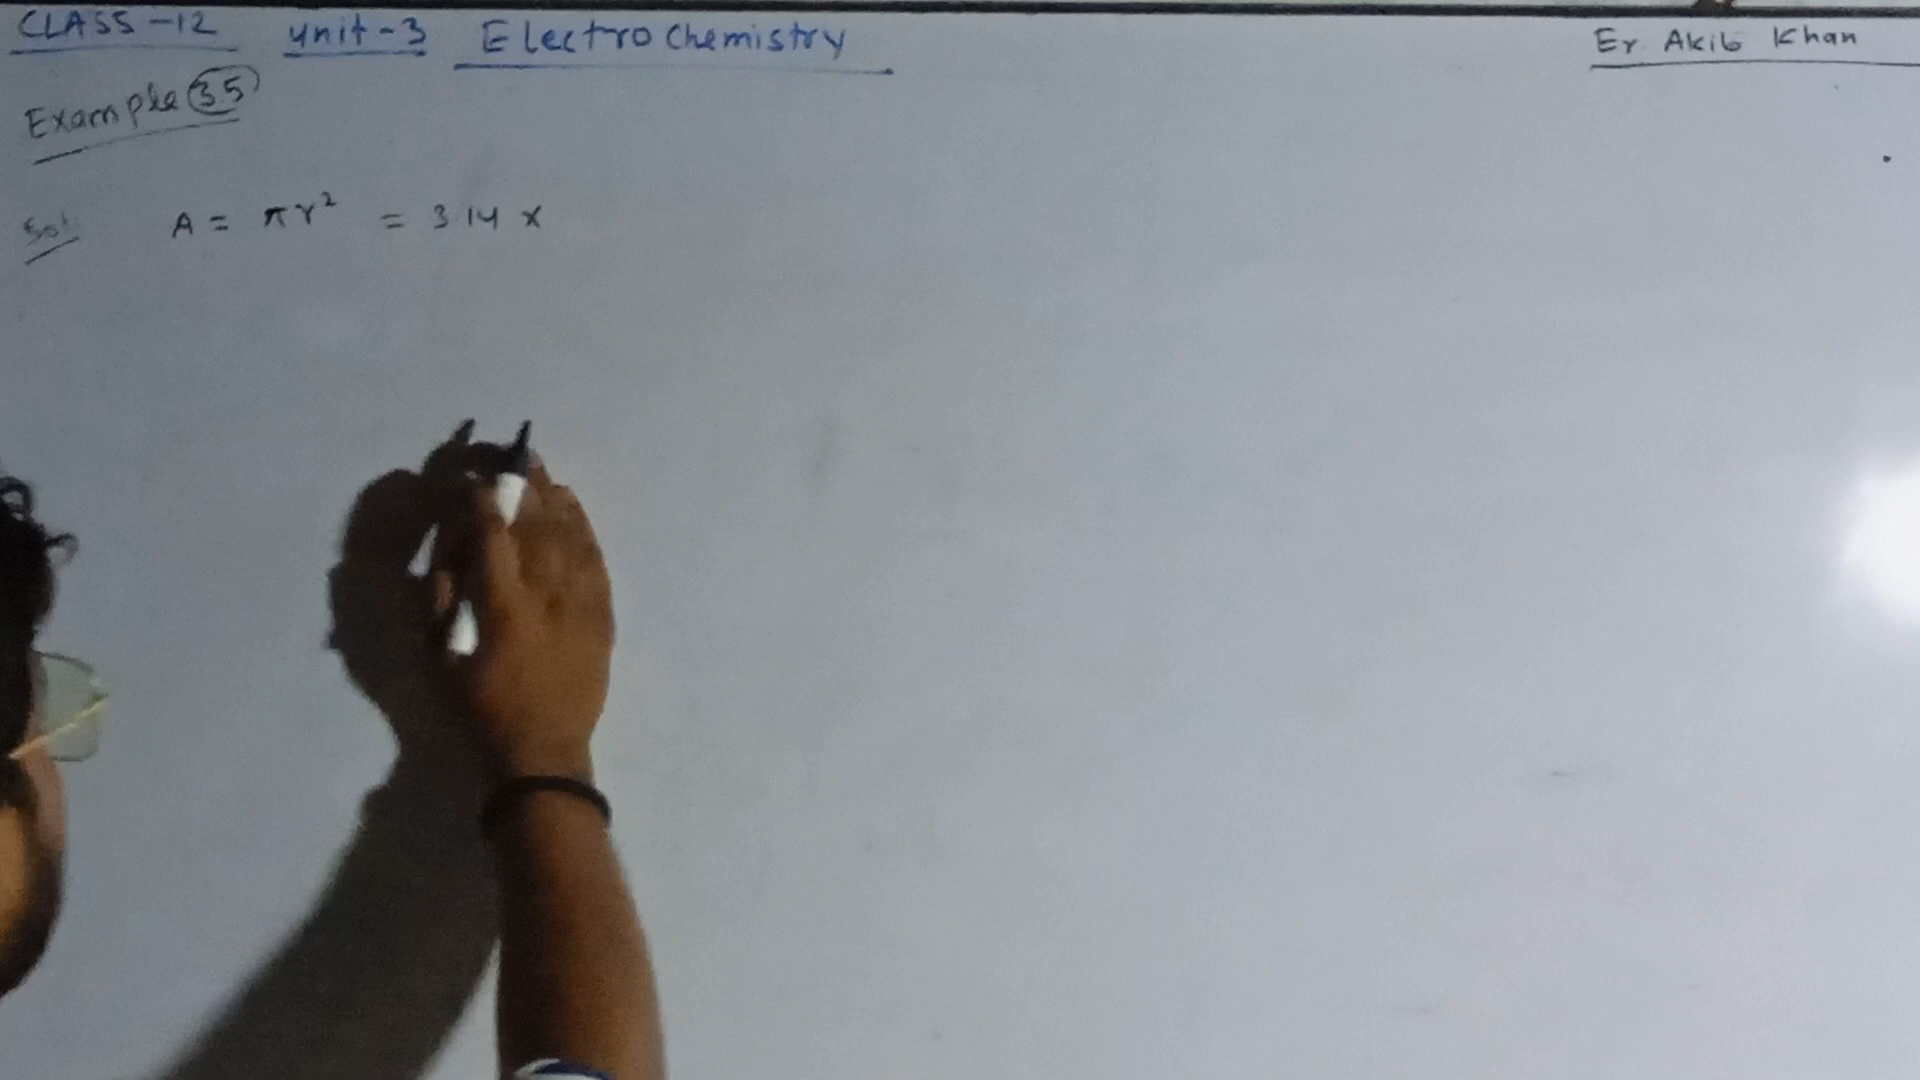 CLASS-12 Unit-3 Electro Chemistry Er. Akib Khan
Example 35
Sol. A = πr² = 3.14 ×